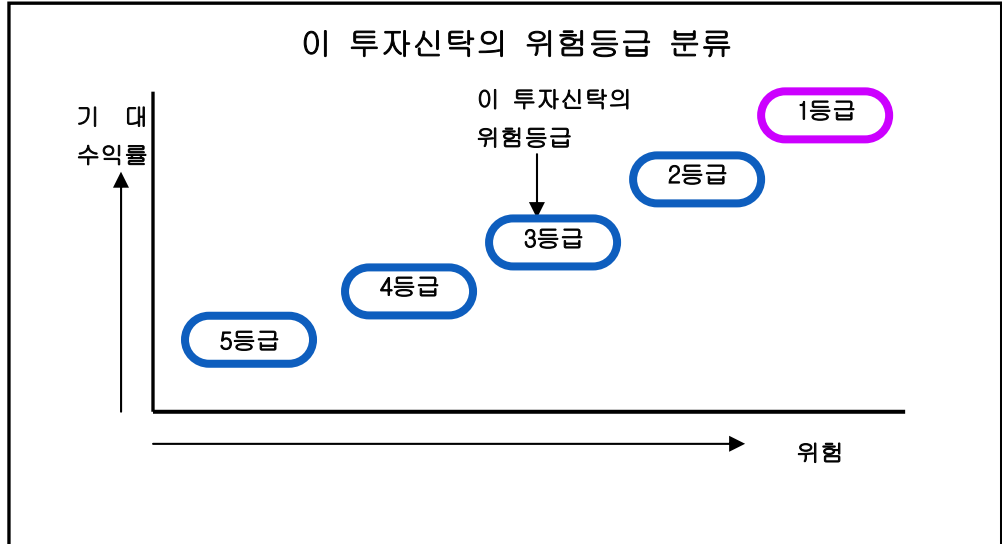 이 투자신탁의 위험등급 분류
기 대
수익률
이 투자신탁의
위험등급
1등급
2등급
3등급
4등급
5등급
위험